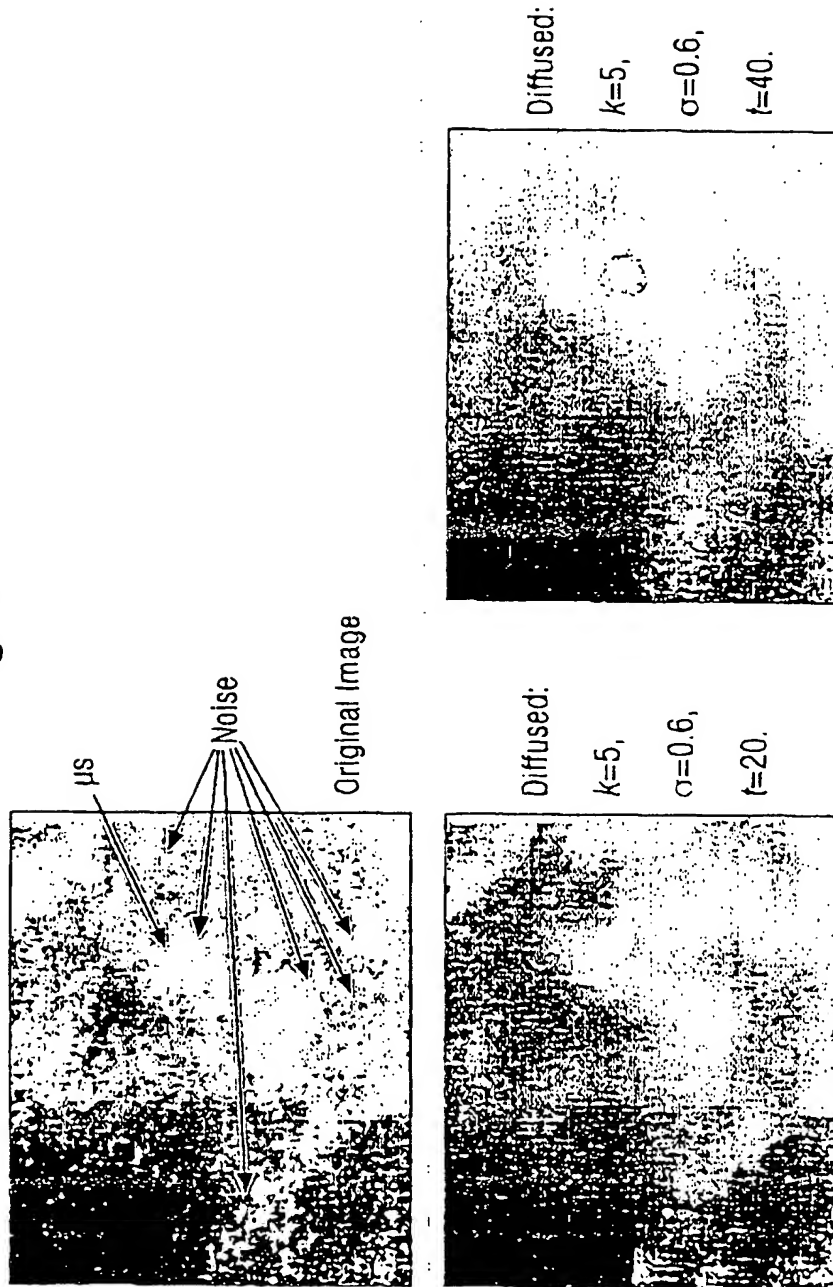 µs
Noise
Original Image
Diffused:
k=5,
σ=0.6,
t=20.
Diffused:
k=5,
σ=0.6,
t=40.